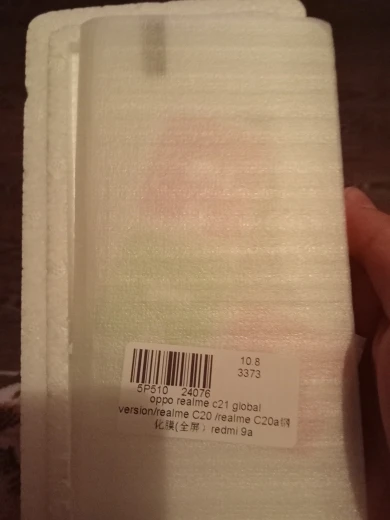 10.8
3373
5P510 24076
oppo realme c21 global
version/realme C20 /realme C20a钢
化膜(全屏) redmi 9a